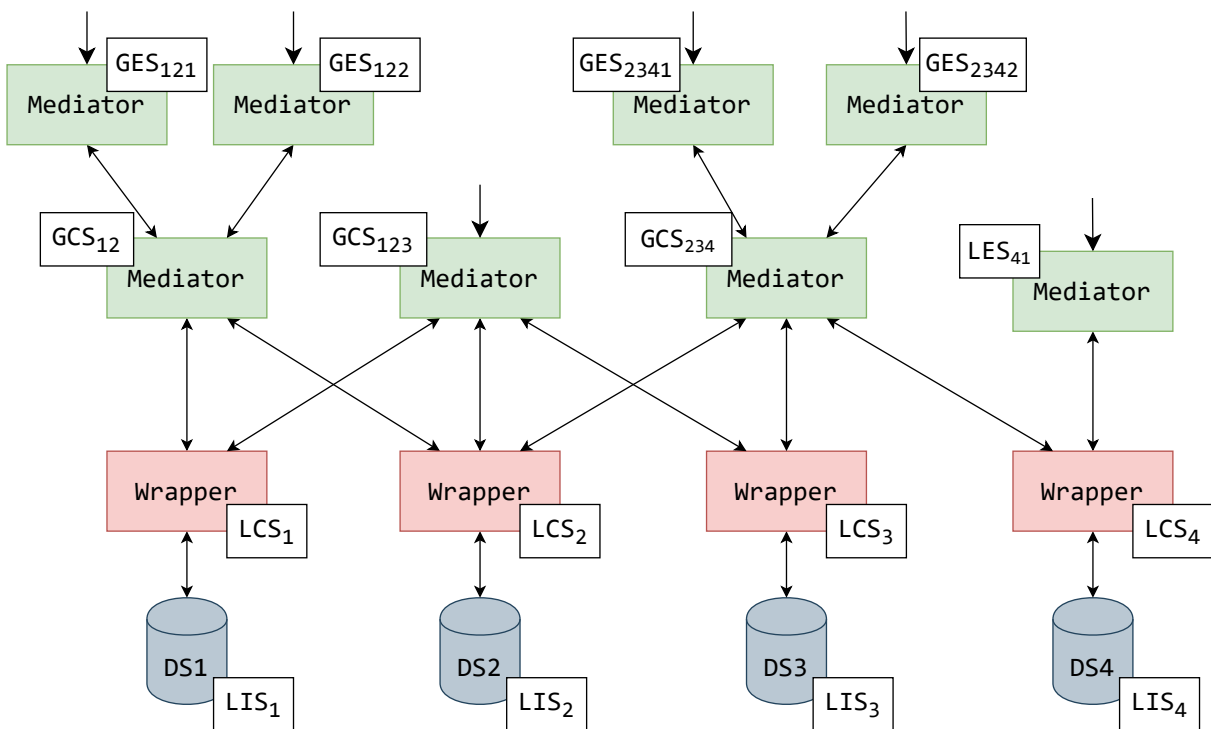 GES₁₂₁
Mediator
GES₁₂₂
Mediator
GES₂₃₄₁
Mediator
GES₂₃₄₂
Mediator
GCS₁₂
Mediator
GCS₁₂₃
Mediator
GCS₂₃₄
Mediator
LES₄₁
Mediator
Wrapper
LCS₁
Wrapper
LCS₂
Wrapper
LCS₃
Wrapper
LCS₄
DS1
LIS₁
DS2
LIS₂
DS3
LIS₃
DS4
LIS₄